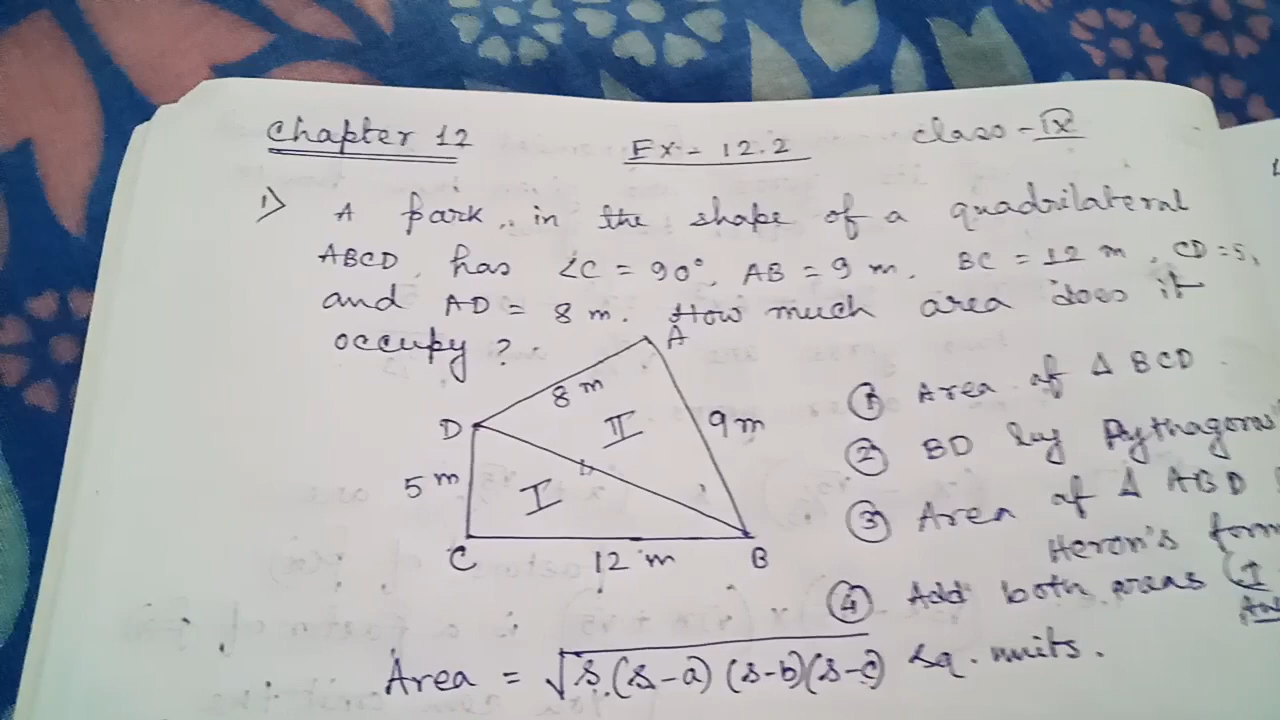 Chapter 12
Ex - 12.2
class - IX
1) A park, in the shape of a quadrilateral
ABCD, has ∠C = 90°, AB = 9 m, BC = 12 m, CD = 5,
and AD = 8 m. How much area does it
occupy?
A
8 m
D
II
9 m
5 m
I
C
12 m
B
① Area of Δ BCD
② BD by Pythagoras
③ Area of Δ ABD
Heron's form
④ Add both areas (I
Area = √s.(s-a)(s-b)(s-c) sq. units.